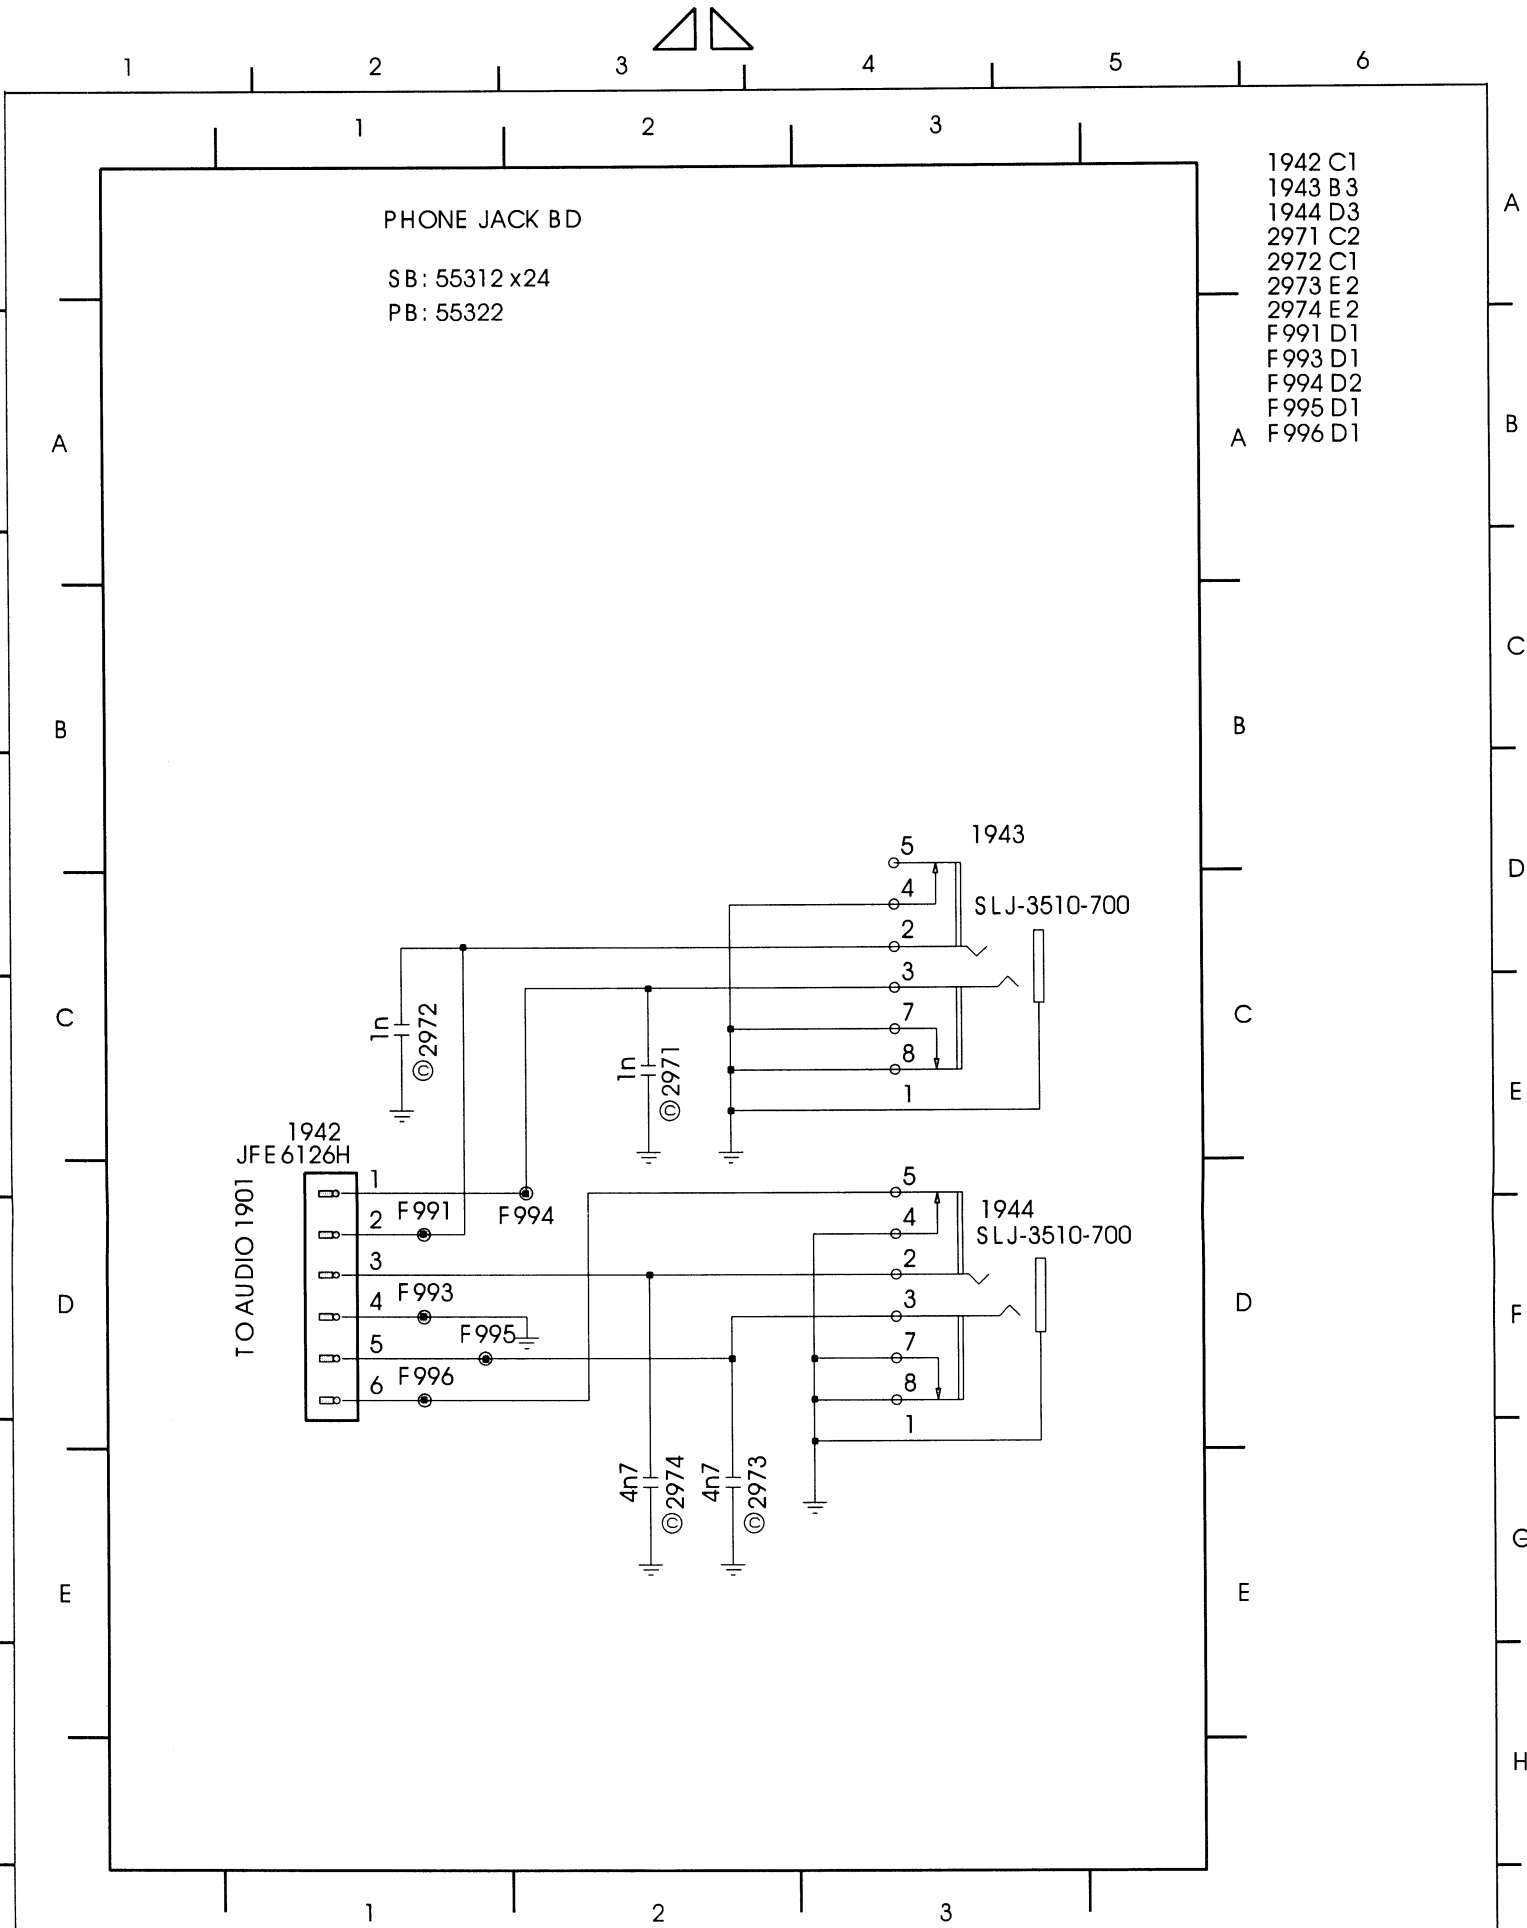 1 2 3 4 5 6
1 2 3
PHONE JACK BD
SB: 55312 x24
PB: 55322
1942 C1
1943 B3
1944 D3
2971 C2
2972 C1
2973 E2
2974 E2
F991 D1
F993 D1
F994 D2
F995 D1
F996 D1
A
B
C
D
E
F
G
H
A
B
C
D
E
A
B
C
D
E
1943
SLJ-3510-700
5
4
2
3
7
8
1
1n
©2972
1n
©2971
1942
JFE6126H
TO AUDIO 1901
1
2
3
4
5
6
F991
F994
F993
F995
F996
1944
SLJ-3510-700
5
4
2
3
7
8
1
4n7
©2974
4n7
©2973
1 2 3